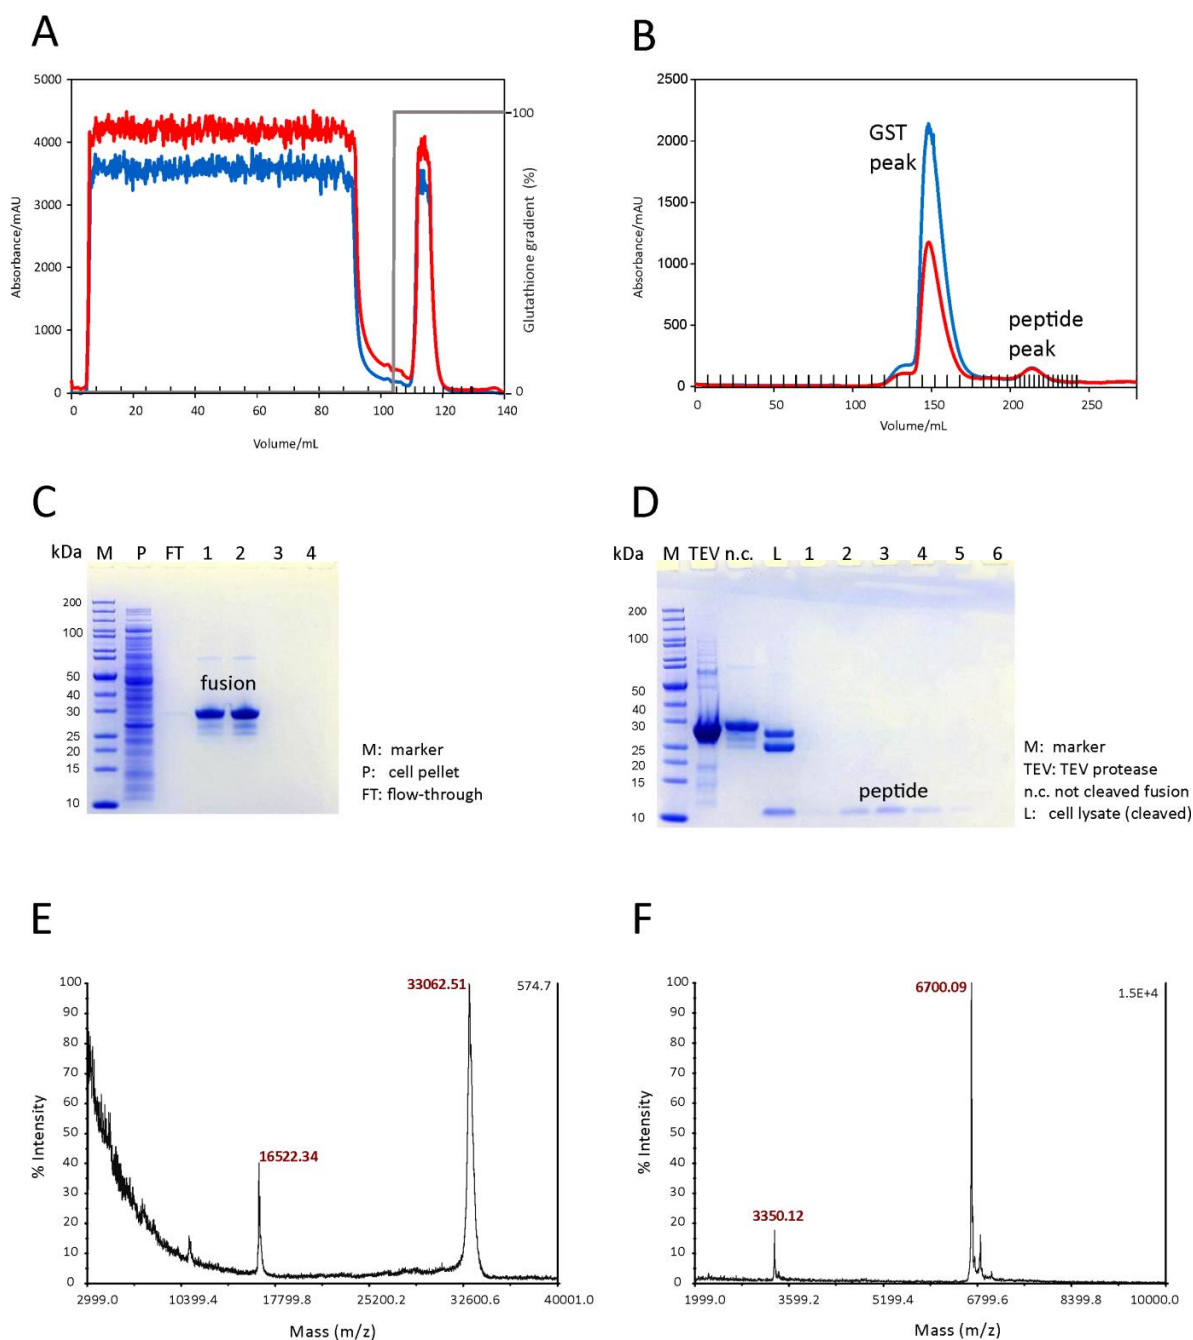 A
5000
4000
3000
2000
1000
0
Absorbance/mAU
100
0
Glutathione gradient (%)
0 20 40 60 80 100 120 140
Volume/mL
B
2500
2000
1500
1000
500
0
Absorbance/mAU
GST
peak
peptide
peak
0 50 100 150 200 250
Volume/mL
C
kDa M P FT 1 2 3 4
200
100
50
40
30
25
20
15
10
fusion
M: marker
P: cell pellet
FT: flow-through
D
kDa M TEV n.c. L 1 2 3 4 5 6
200
100
50
40
30
25
20
15
10
peptide
M: marker
TEV: TEV protease
n.c. not cleaved fusion
L: cell lysate (cleaved)
E
100
90
80
70
60
50
40
30
20
10
0
% Intensity
33062.51
574.7
16522.34
2999.0 10399.4 17799.8 25200.2 32600.6 40001.0
Mass (m/z)
F
100
90
80
70
60
50
40
30
20
10
0
% Intensity
6700.09
1.5E+4
3350.12
1999.0 3599.2 5199.4 6799.6 8399.8 10000.0
Mass (m/z)